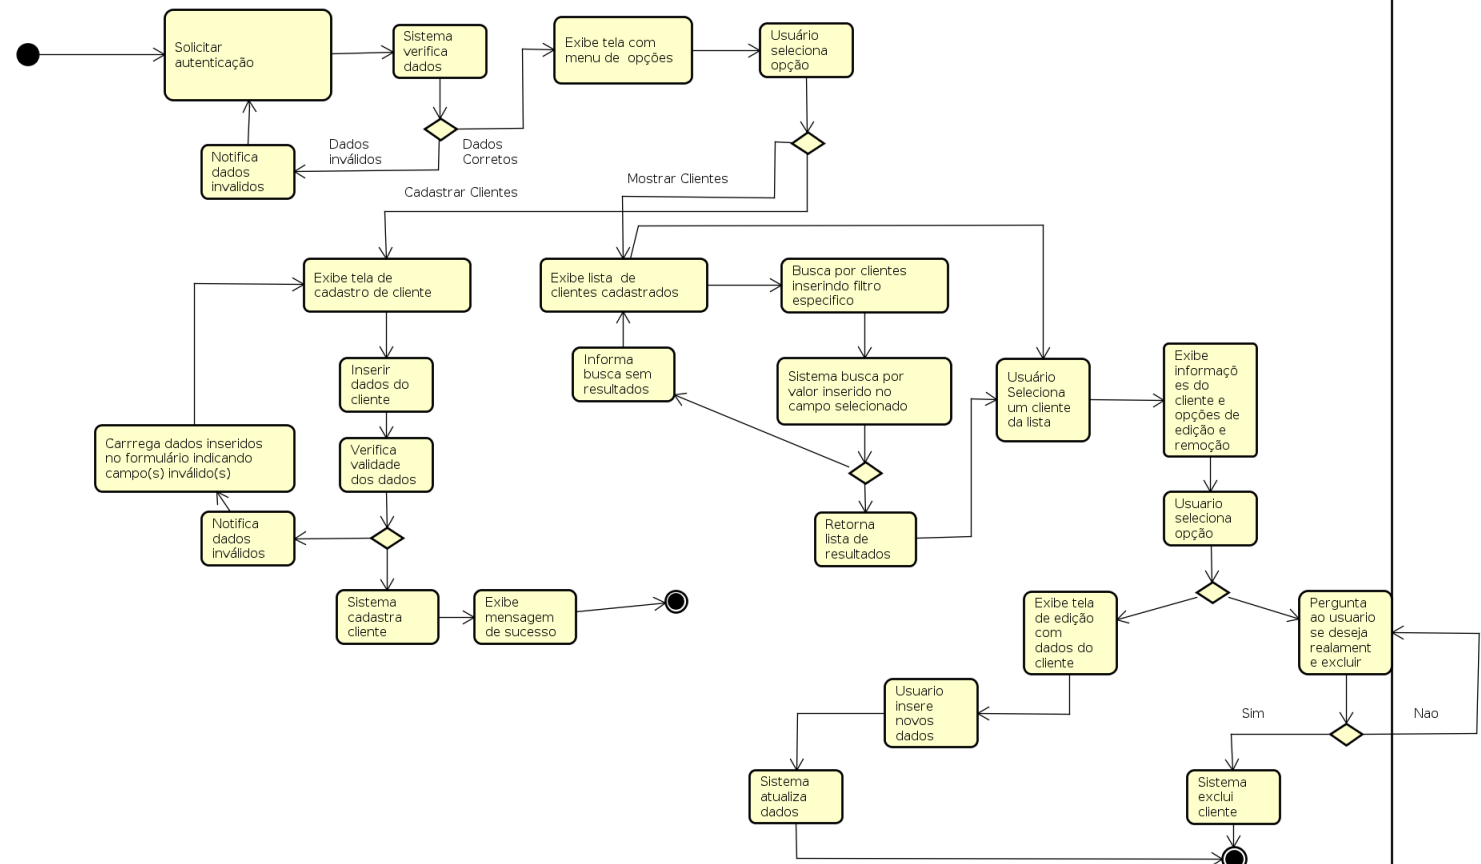 Solicitar
autenticação
Sistema
verifica
dados
Exibe tela com
menu de  opções
Usuário
seleciona
opção
Notifica
dados
invalidos
Dados
inválidos
Dados
Corretos
Mostrar Clientes
Cadastrar Clientes
Exibe tela de
cadastro de cliente
Exibe lista  de
clientes cadastrados
Busca por clientes
inserindo filtro
especifico
Inserir
dados do
cliente
Informa
busca sem
resultados
Sistema busca por
valor inserido no
campo selecionado
Usuário
Seleciona
um cliente
da lista
Exibe
informaçõ
es do
cliente e
opções de
edição e
remoção
Carrrega dados inseridos
no formulário indicando
campo(s) inválido(s)
Verifica
validade
dos dados
Notifica
dados
inválidos
Retorna
lista de
resultados
Usuario
seleciona
opção
Sistema
cadastra
cliente
Exibe
mensagem
de sucesso
Exibe tela
de edição
com
dados do
cliente
Pergunta
ao usuario
se deseja
realament
e excluir
Usuario
insere
novos
dados
Sim
Nao
Sistema
atualiza
dados
Sistema
exclui
cliente